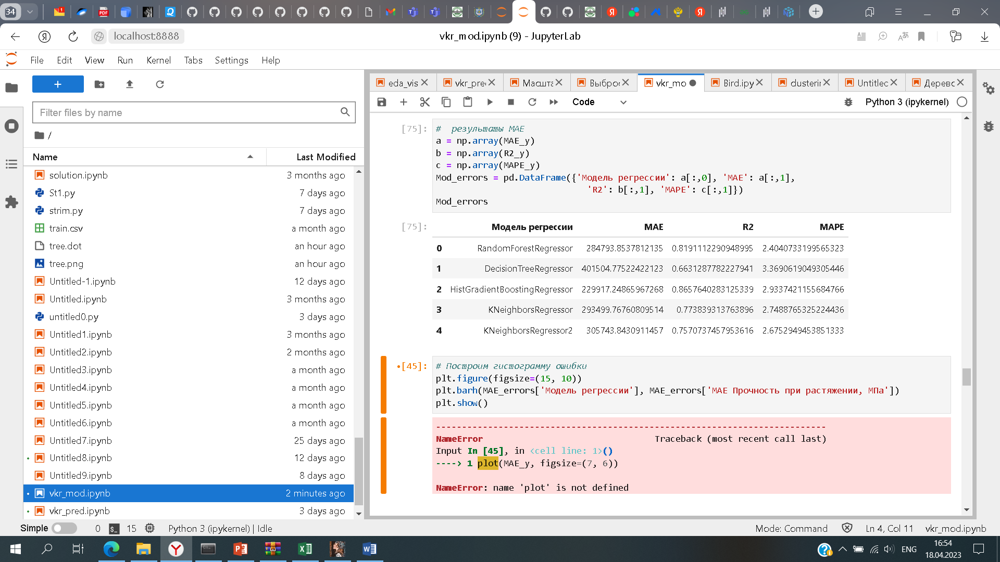 34
localhost:8888
vkr_mod.ipynb (9) - JupyterLab
File Edit View Run Kernel Tabs Settings Help
eda_vis
vkr_pre
Масшта
Выброс
vkr_mo
Bird.ipy
clusterin
Untitled
Дерево
Filter files by name
Code
Python 3 (ipykernel)
/
Name Last Modified
solution.ipynb 3 months ago
St1.py 7 days ago
strim.py 7 days ago
train.csv a month ago
tree.dot an hour ago
tree.png an hour ago
Untitled-1.ipynb 12 days ago
Untitled.ipynb 3 months ago
untitled0.py 3 days ago
Untitled1.ipynb 3 months ago
Untitled2.ipynb 2 months ago
Untitled3.ipynb a month ago
Untitled4.ipynb a month ago
Untitled5.ipynb a month ago
Untitled6.ipynb a month ago
Untitled7.ipynb 25 days ago
Untitled8.ipynb 12 days ago
Untitled9.ipynb 8 days ago
vkr_mod.ipynb 2 minutes ago
vkr_pred.ipynb 3 days ago
[75]: # результаты MAE
a = np.array(MAE_y)
b = np.array(R2_y)
c = np.array(MAPE_y)
Mod_errors = pd.DataFrame({'Модель регрессии': a[:,0], 'MAE': a[:,1],
'R2': b[:,1], 'MAPE': c[:,1]})
Mod_errors
[75]: Модель регрессии MAE R2 MAPE
0 RandomForestRegressor 284793.8537812135 0.8191112290948995 2.4040733199565323
1 DecisionTreeRegressor 401504.77522422123 0.6631287782227941 3.3690619049305446
2 HistGradientBoostingRegressor 229917.24865967268 0.8657640283125339 2.9337421155684766
3 KNeighborsRegressor 293499.76760809514 0.773839313763896 2.7488765325224436
4 KNeighborsRegressor2 305743.8430911457 0.7570737457953616 2.6752949453851333
[45]: # Построим гистограмму ошибки
plt.figure(figsize=(15, 10))
plt.barh(MAE_errors['Модель регрессии'], MAE_errors['MAE Прочность при растяжении, МПа'])
plt.show()
---------------------------------------------------------------------------
NameError Traceback (most recent call last)
Input In [45], in <cell line: 1>()
----> 1 plot(MAE_y, figsize=(7, 6))
NameError: name 'plot' is not defined
Simple 0 15 Python 3 (ipykernel) | Idle
Mode: Command Ln 4, Col 11 vkr_mod.ipynb
ENG
16:54
18.04.2023